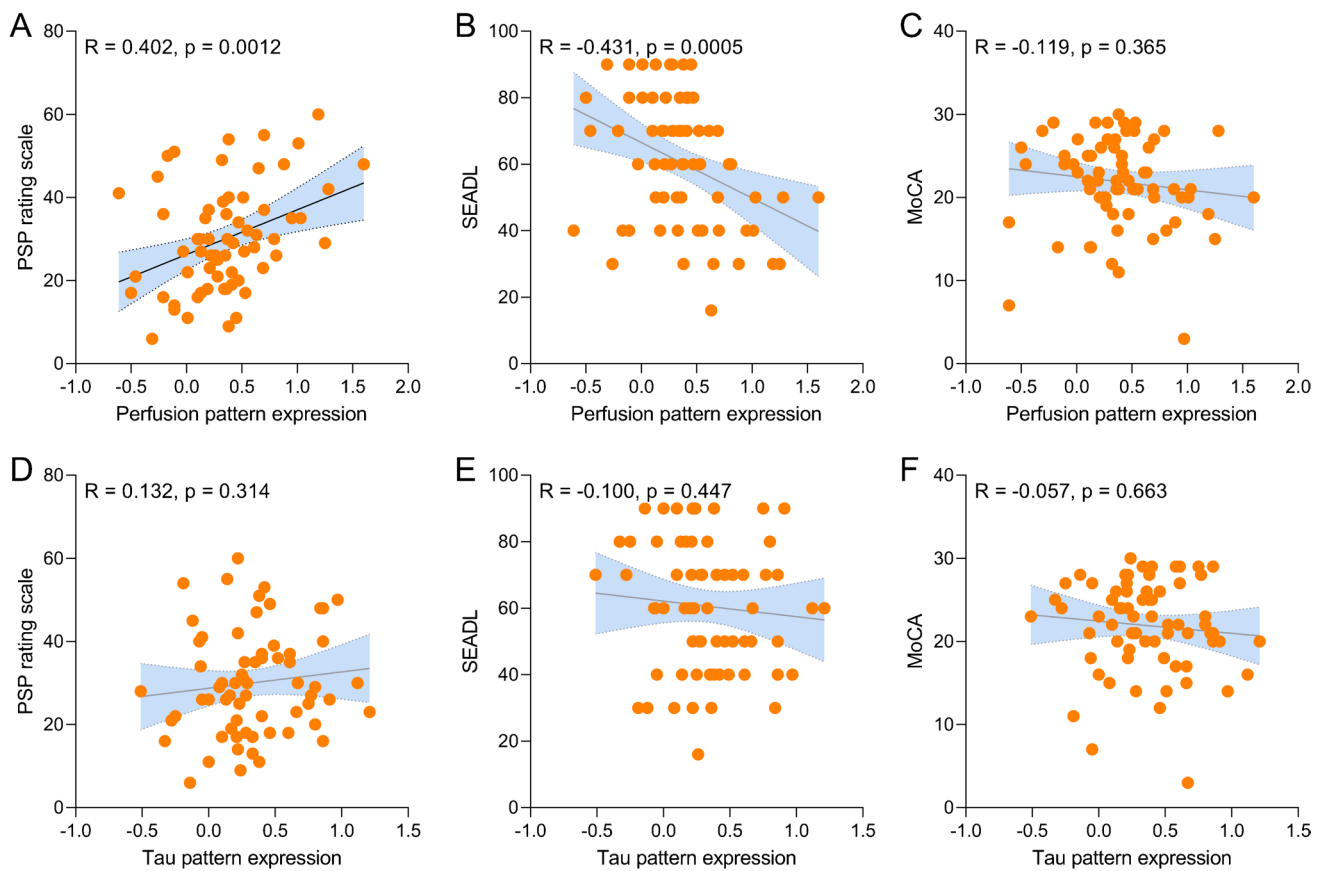 A
R = 0.402, p = 0.0012
PSP rating scale
80
60
40
20
0
-1.0 -0.5 0.0 0.5 1.0 1.5 2.0
Perfusion pattern expression
B
R = -0.431, p = 0.0005
SEADL
100
80
60
40
20
0
-1.0 -0.5 0.0 0.5 1.0 1.5 2.0
Perfusion pattern expression
C
R = -0.119, p = 0.365
MoCA
40
30
20
10
0
-1.0 -0.5 0.0 0.5 1.0 1.5 2.0
Perfusion pattern expression
D
R = 0.132, p = 0.314
PSP rating scale
80
60
40
20
0
-1.0 -0.5 0.0 0.5 1.0 1.5
Tau pattern expression
E
R = -0.100, p = 0.447
SEADL
100
80
60
40
20
0
-1.0 -0.5 0.0 0.5 1.0 1.5
Tau pattern expression
F
R = -0.057, p = 0.663
MoCA
40
30
20
10
0
-1.0 -0.5 0.0 0.5 1.0 1.5
Tau pattern expression